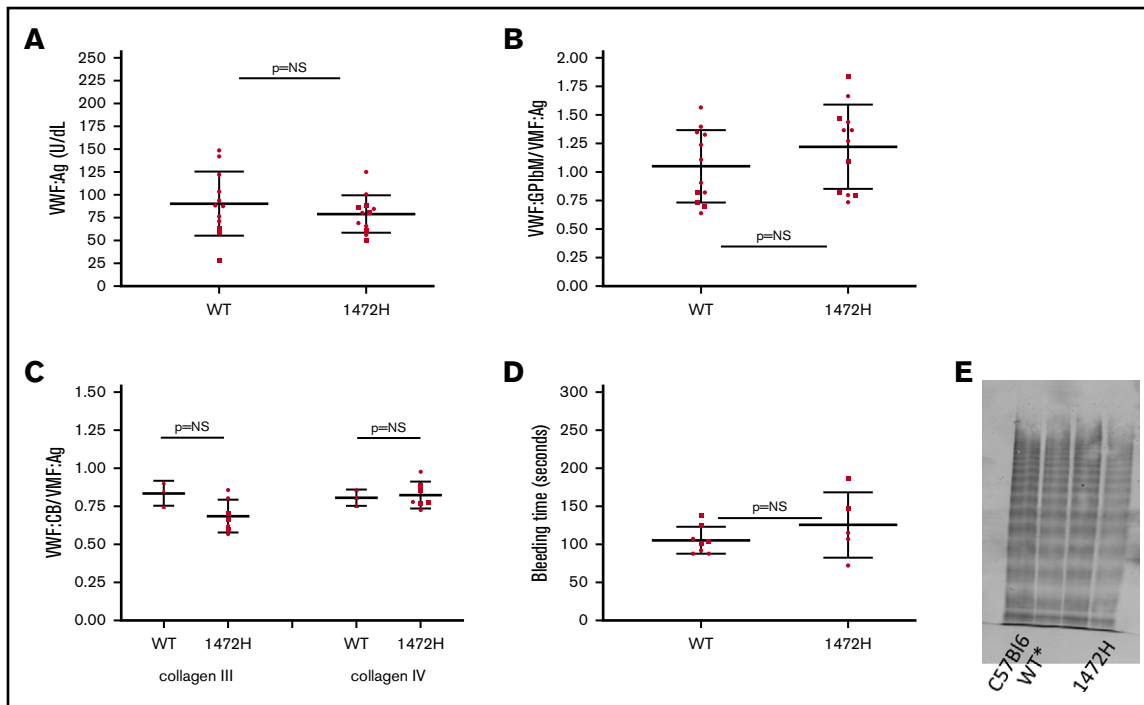 A
250
225
200
175
150
125
100
75
50
25
0
VWF:Ag (U/dL
p=NS
WT
1472H
B
2.00
1.75
1.50
1.25
1.00
0.75
0.50
0.25
0.00
VWF:GPIbM/VMF:Ag
p=NS
WT
1472H
C
1.50
1.25
1.00
0.75
0.50
0.25
0.00
VWF:CB/VMF:Ag
p=NS
p=NS
WT
1472H
WT
1472H
collagen III
collagen IV
D
300
250
200
150
100
50
0
Bleeding time (seconds)
p=NS
WT
1472H
E
C57Bl6
WT*
1472H